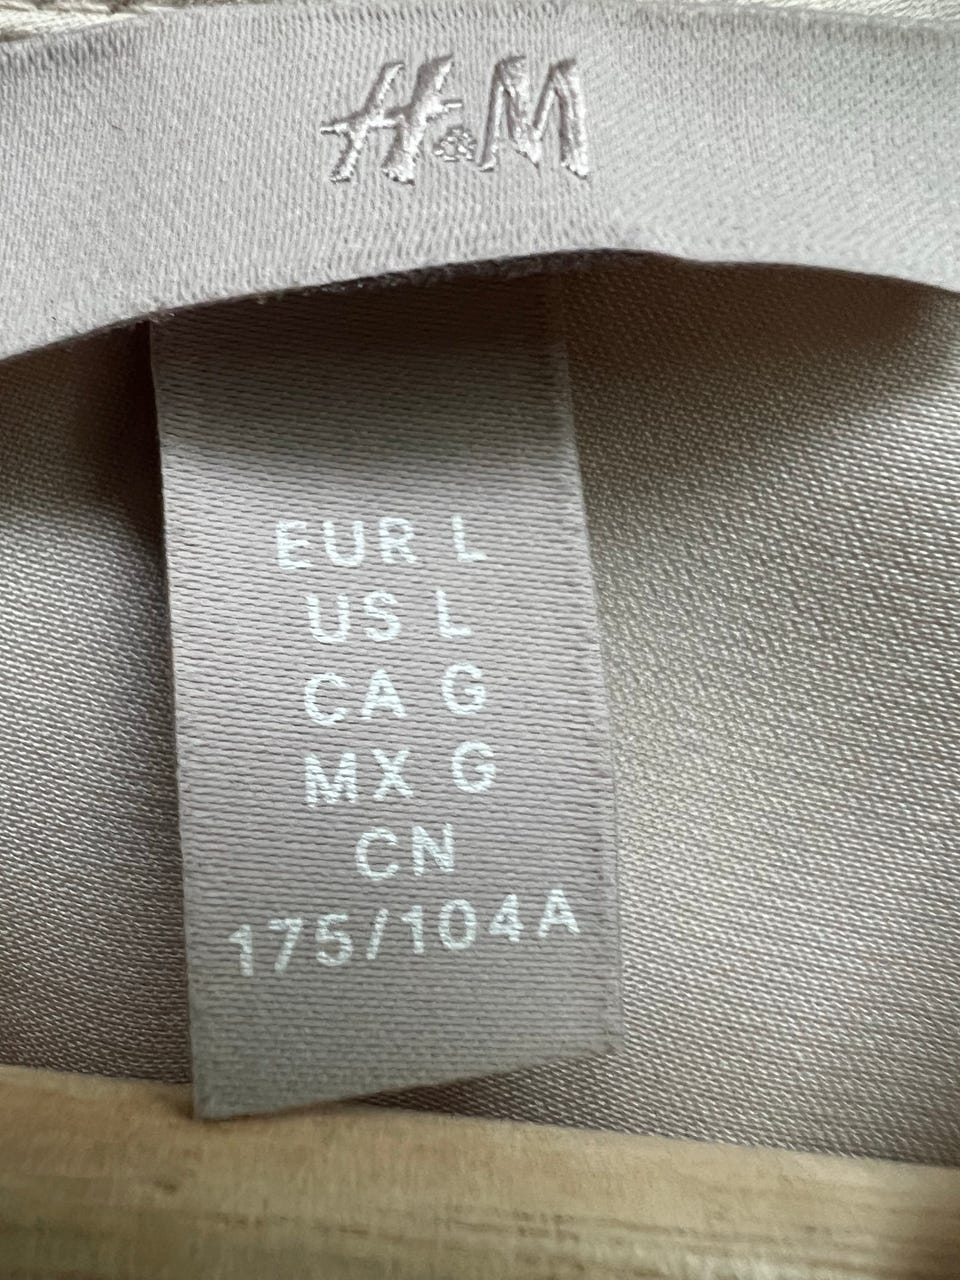 H&M
EUR L
US L
CA G
MX G
CN
175/104A